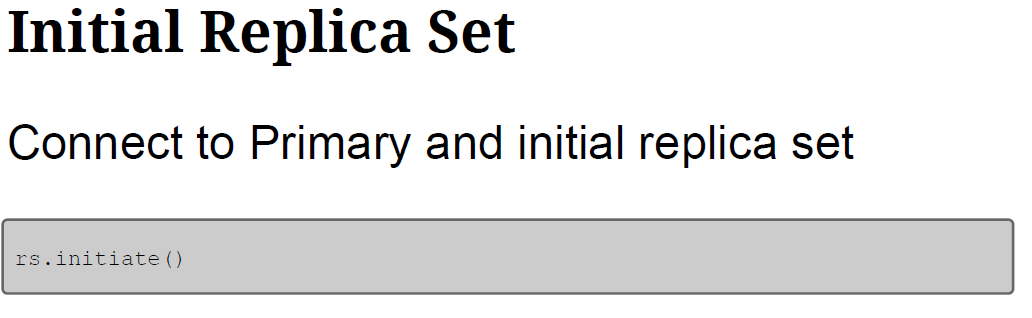 Initial Replica Set
Connect to Primary and initial replica set
rs.initiate()